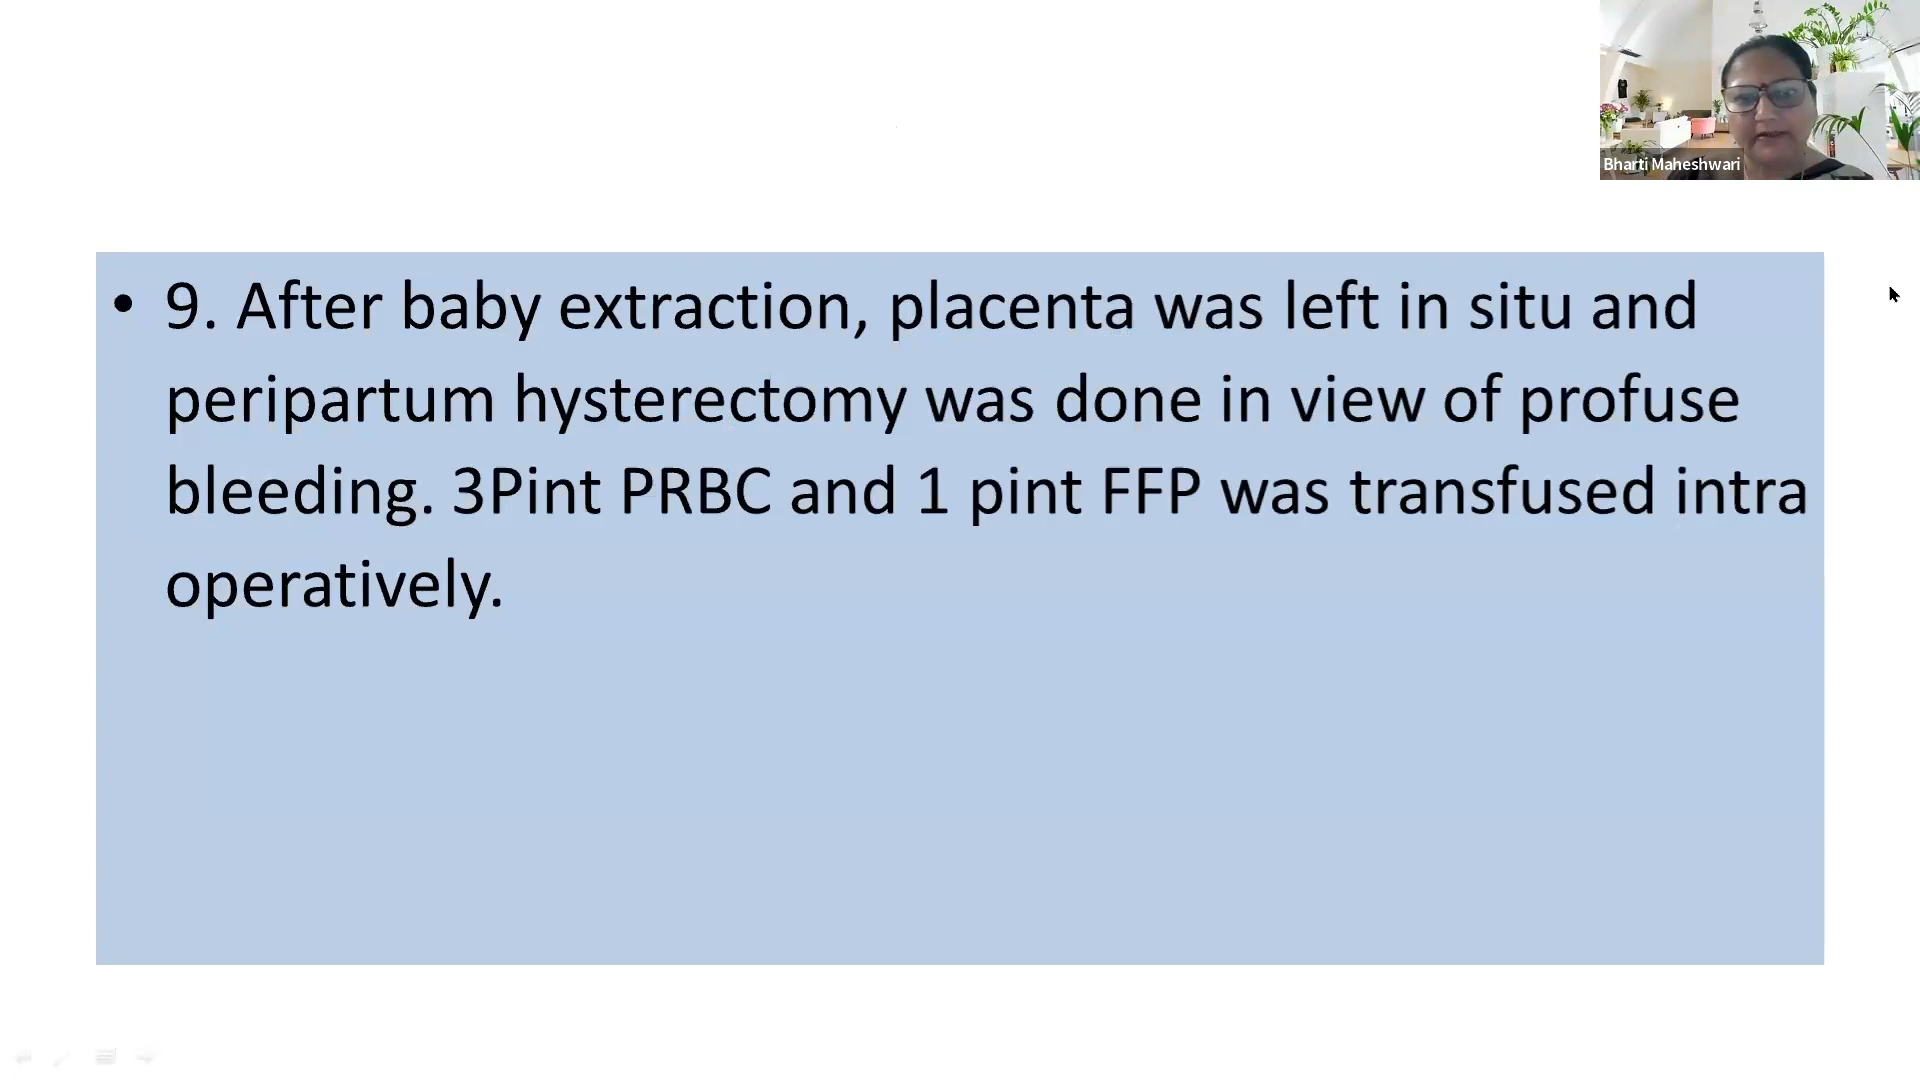 Bharti Maheshwari
• 9. After baby extraction, placenta was left in situ and
peripartum hysterectomy was done in view of profuse
bleeding. 3Pint PRBC and 1 pint FFP was transfused intra
operatively.